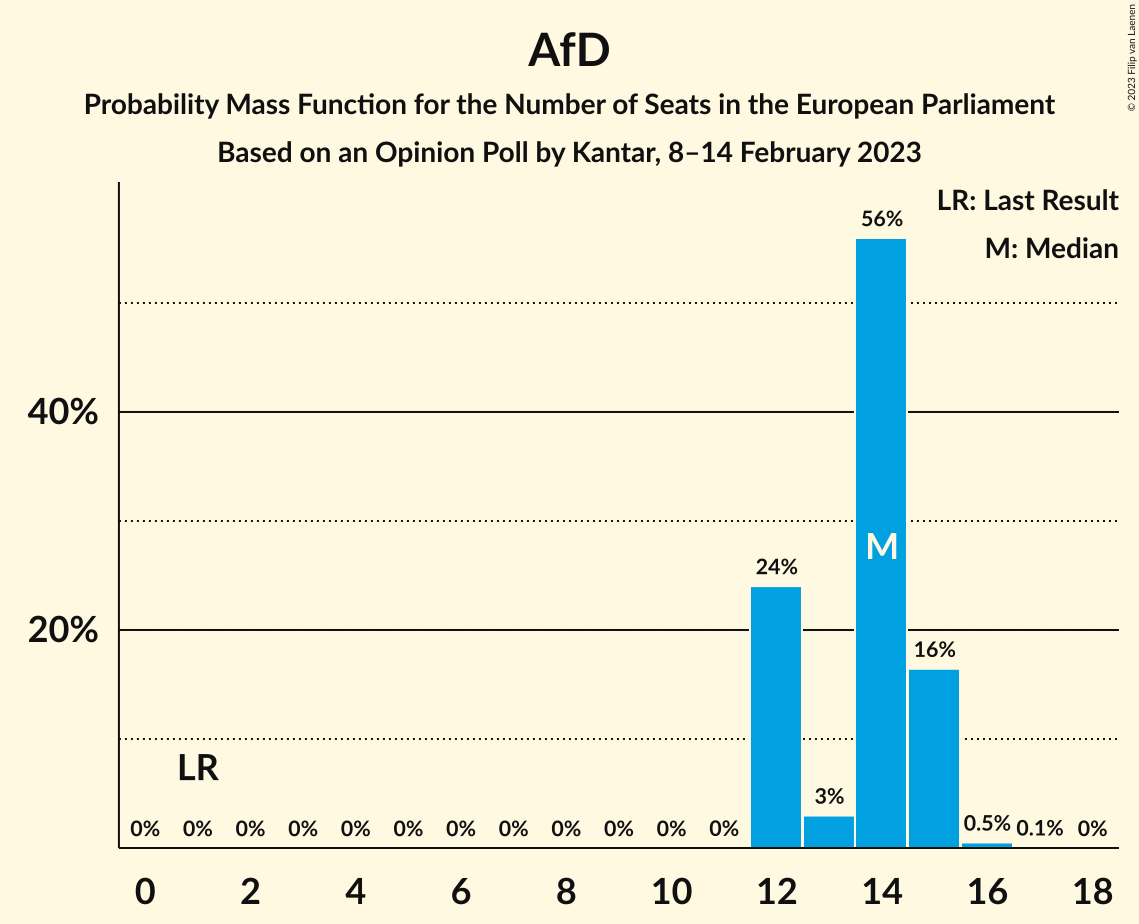 AfD
Probability Mass Function for the Number of Seats in the European Parliament
Based on an Opinion Poll by Kantar, 8–14 February 2023
© 2023 Filip van Laenen
LR: Last Result
M: Median
56%
40%
M
24%
20%
16%
LR
3%
0% 0% 0% 0% 0% 0% 0% 0% 0% 0% 0% 0% 0.5% 0.1% 0%
0 2 4 6 8 10 12 14 16 18